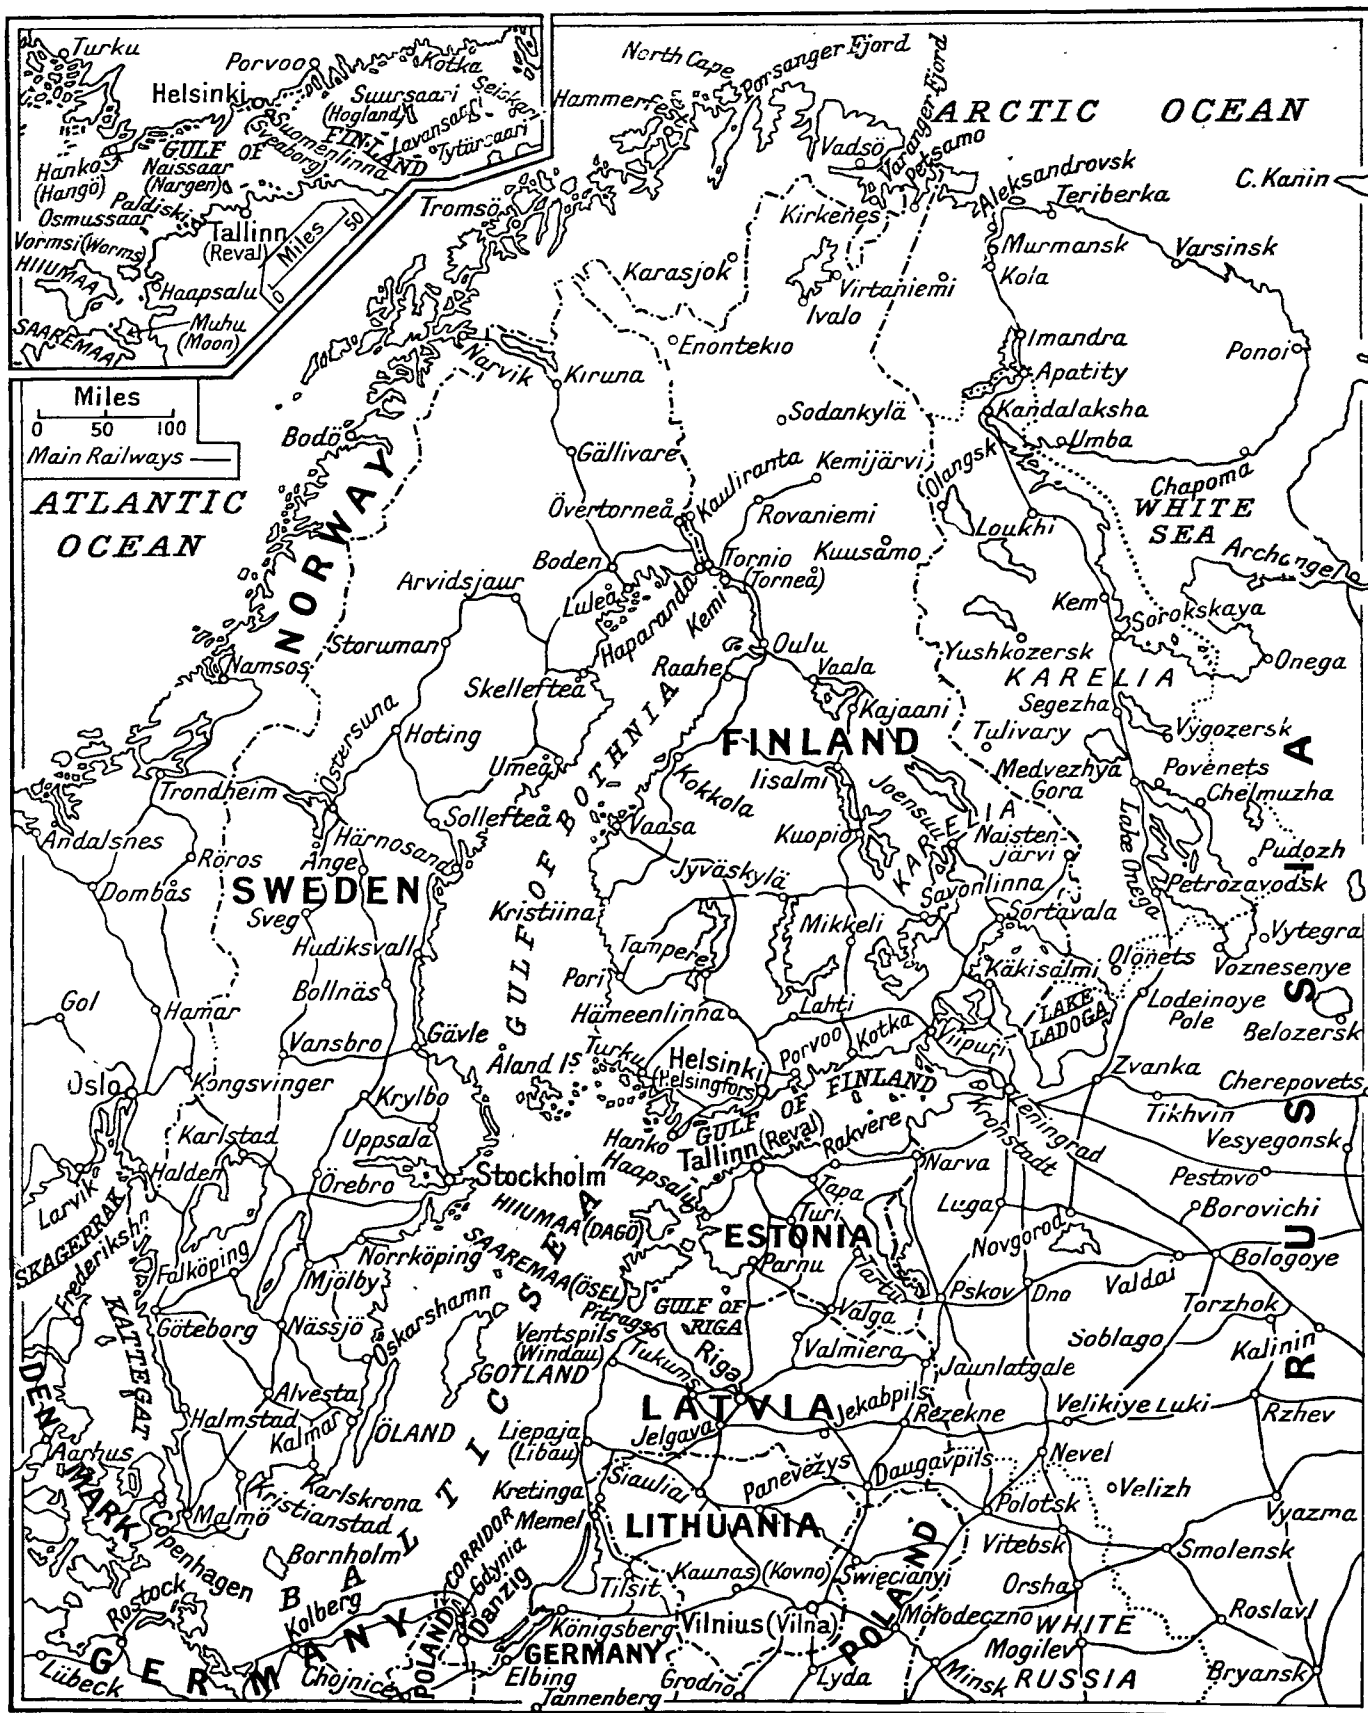 Turku
Porvoo
Kotka
Helsinki
Suursaari
(Hogland)
Seiskari
Suomenlinna
(Sveaborg)
Lavansaari
Tytärsaari
GULF OF
FINLAND
Hanko
(Hangö)
Naissaar
(Nargen)
Osmussaar
Paldiski
Tallinn
(Reval)
Vormsi (Worms)
HIIUMAA
Haapsalu
Muhu
(Moon)
SAAREMAA
Miles
0 50
Miles
0 50 100
Main Railways
ATLANTIC
OCEAN
ARCTIC OCEAN
North Cape
Porsanger Fjord
Hammerfest
Varanger Fjord
Vadsö
Petsamo
Kirkenes
Aleksandrovsk
Teriberka
C. Kanin
Tromsö
Murmansk
Kola
Varsinsk
Karasjok
Virtaniemi
Ivalo
Imandra
Enontekio
Ponoi
Narvik
Kiruna
Apatity
Kandalaksha
Sodankylä
Umba
Bodö
Gällivare
Kauliranta
Kemijärvi
Olangsk
Chapoma
WHITE
SEA
NORWAY
Övertorneå
Rovaniemi
Loukhi
Boden
Tornio
(Torneå)
Kuusamo
Archangel
Arvidsjaur
Luleå
Haparanda
Kemi
Kem
Sorokskaya
Storuman
Oulu
Yushkozersk
Onega
Namsos
Raahe
Vaala
KARELIA
Skellefteå
Kajaani
Segezha
Östersuna
Hoting
FINLAND
Tulivary
Vygozersk
Umeå
GULF OF BOTHNIA
Kokkola
Iisalmi
Medvezhya
Gora
Povenets
Trondheim
Joensuu
Chelmuzha
Sollefteå
Vaasa
Kuopio
KARELIA
Naisten-
järvi
Lake Onega
Andalsnes
Röros
Härnosand
Ånge
Pudozh
Dombås
SWEDEN
Jyväskylä
Petrozavodsk
Sveg
Kristiina
Savonlinna
Sortavala
Hudiksvall
Tampere
Mikkeli
Vytegra
Pori
Käkisalmi
Olonets
Voznesenye
Gol
Hamar
Bollnäs
Hämeenlinna
Lahti
LAKE
LADOGA
Lodeinoye
Pole
Belozersk
Vansbro
Gävle
Åland Is
Turku
Helsinki
(Helsingfors)
Porvoo
Kotka
Viipuri
Oslo
Kongsvinger
Zvanka
Cherepovets
Krylbo
GULF OF FINLAND
Leningrad
Kronstadt
Tikhvin
Karlstad
Uppsala
Hanko
Tallinn (Reval)
Rakvere
Vesyegonsk
Halden
Stockholm
Haapsalu
Narva
Pestovo
Larvik
Örebro
Tapa
Luga
Borovichi
HIIUMAA (DAGÖ)
Türi
Novgorod
SKAGERRAK
ESTONIA
Frederikshn
Falköping
Norrköping
SAAREMAA (ÖSEL)
Parnu
Tartu
Bologoye
Mjölby
Pskov
Dno
Valdai
KATTEGAT
Oskarshamn
Pitrags
GULF OF
RIGA
Valga
Torzhok
Göteborg
Nässjö
Ventspils
(Windau)
Valmiera
Soblago
Kalinin
GOTLAND
Tukums
Riga
Jaunlatgale
RUSSIA
DENMARK
Alvesta
LATVIA
Jekabpils
Halmstad
Kalmar
ÖLAND
Liepaja
(Libau)
Jelgava
Rezekne
Velikiye Luki
Rzhev
Aarhus
Nevel
Karlskrona
Kretinga
Šiauliai
Panevėžys
Daugavpils
Kristianstad
Velizh
Malmö
Memel
Polotsk
Vyazma
Copenhagen
BALTIC SEA
LITHUANIA
Bornholm
CORRIDOR
Vitebsk
Smolensk
Gdynia
Kaunas (Kovno)
Święciany
Tilsit
Rostock
Danzig
Orsha
Kolberg
Königsberg
Vilnius (Vilna)
POLAND
Mołodeczno
WHITE
RUSSIA
Roslavl
GERMANY
POLAND
GERMANY
Mogilev
Lübeck
Chojnice
Elbing
Grodno
Lyda
Minsk
Bryansk
Tannenberg